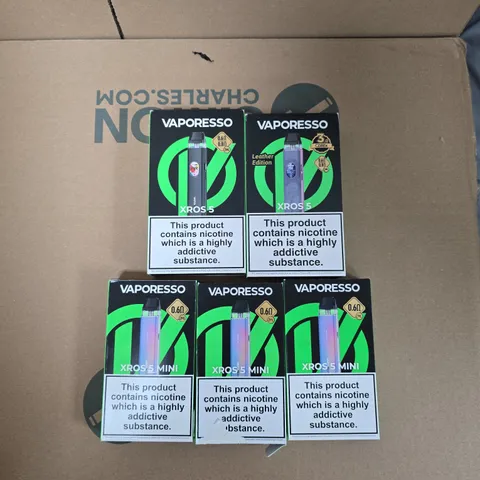 CHARLES.COM
ON
VAPORESSO
XROS 5
This product
contains nicotine
which is a highly
addictive
substance.
VAPORESSO
Leather
Edition
3
XROS 5
This product
contains nicotine
which is a highly
addictive
substance.
VAPORESSO
0.6Ω
XROS 5 MINI
This product
contains nicotine
which is a highly
addictive
substance.
VAPORESSO
0.6Ω
XROS 5 MINI
This product
contains nicotine
which is a highly
addictive
substance.
VAPORESSO
0.6Ω
XROS 5 MINI
This product
contains nicotine
which is a highly
addictive
substance.